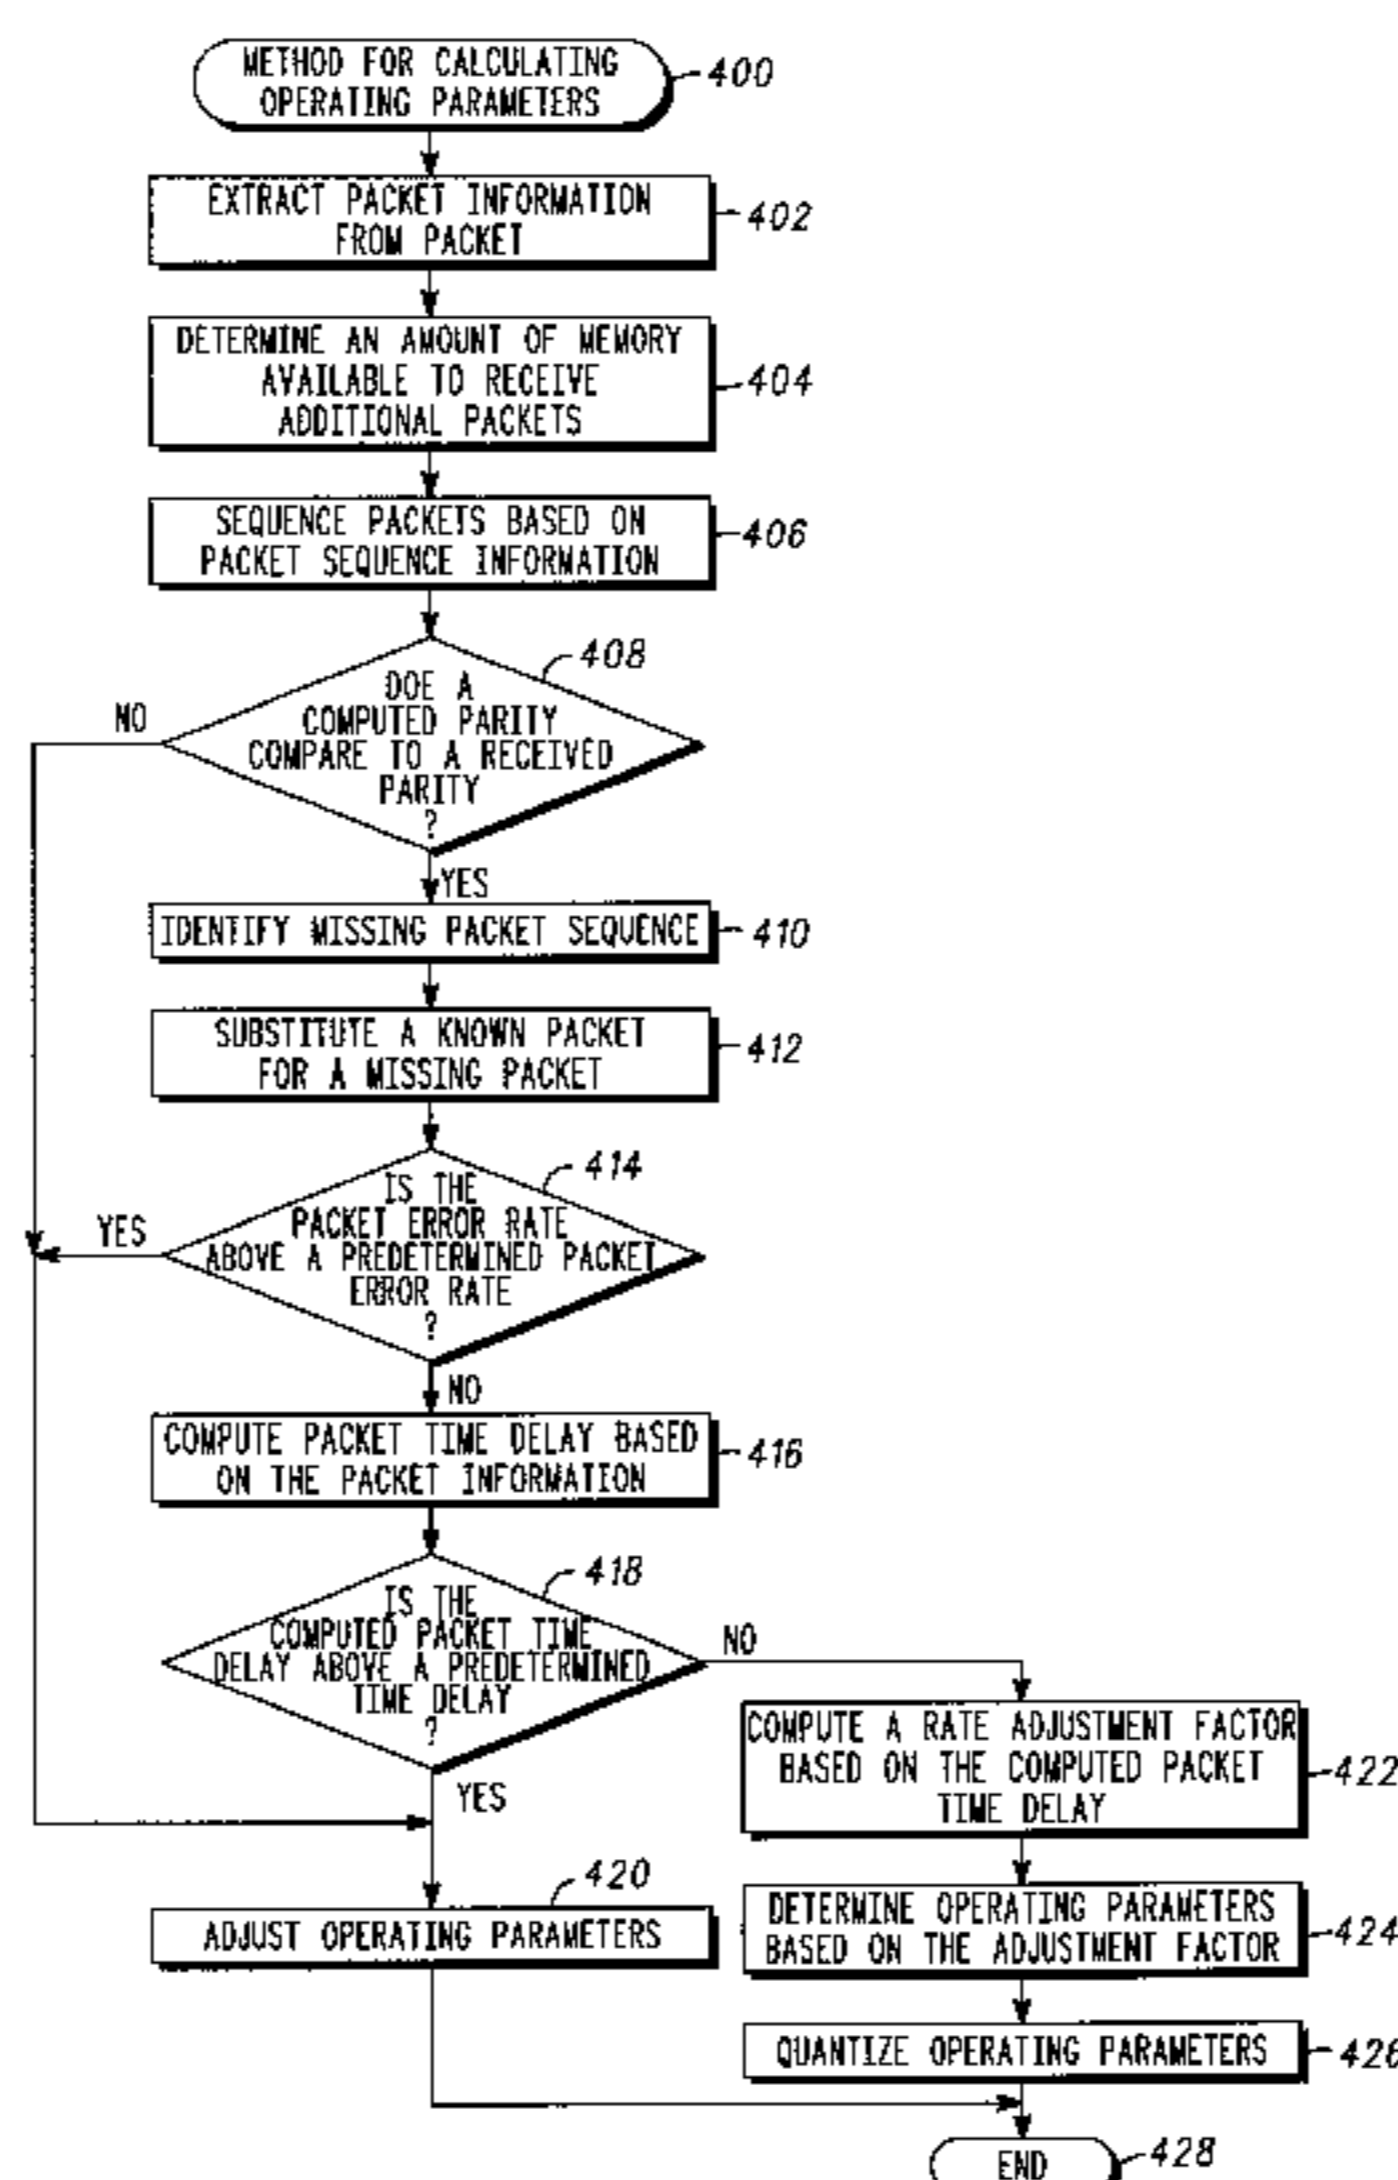 METHOD FOR CALCULATING
OPERATING PARAMETERS
400
EXTRACT PACKET INFORMATION
FROM PACKET
402
DETERMINE AN AMOUNT OF MEMORY
AVAILABLE TO RECEIVE
ADDITIONAL PACKETS
404
SEQUENCE PACKETS BASED ON
PACKET SEQUENCE INFORMATION
406
408
DOE A
COMPUTED PARITY
COMPARE TO A RECEIVED
PARITY
?
NO
YES
IDENTIFY MISSING PACKET SEQUENCE
410
SUBSTITUTE A KNOWN PACKET
FOR A MISSING PACKET
412
414
IS THE
PACKET ERROR RATE
ABOVE A PREDETERMINED PACKET
ERROR RATE
?
YES
NO
COMPUTE PACKET TIME DELAY BASED
ON THE PACKET INFORMATION
416
418
IS THE
COMPUTED PACKET TIME
DELAY ABOVE A PREDETERMINED
TIME DELAY
?
NO
YES
COMPUTE A RATE ADJUSTMENT FACTOR
BASED ON THE COMPUTED PACKET
TIME DELAY
422
420
ADJUST OPERATING PARAMETERS
DETERMINE OPERATING PARAMETERS
BASED ON THE ADJUSTMENT FACTOR
424
QUANTIZE OPERATING PARAMETERS
426
END
428